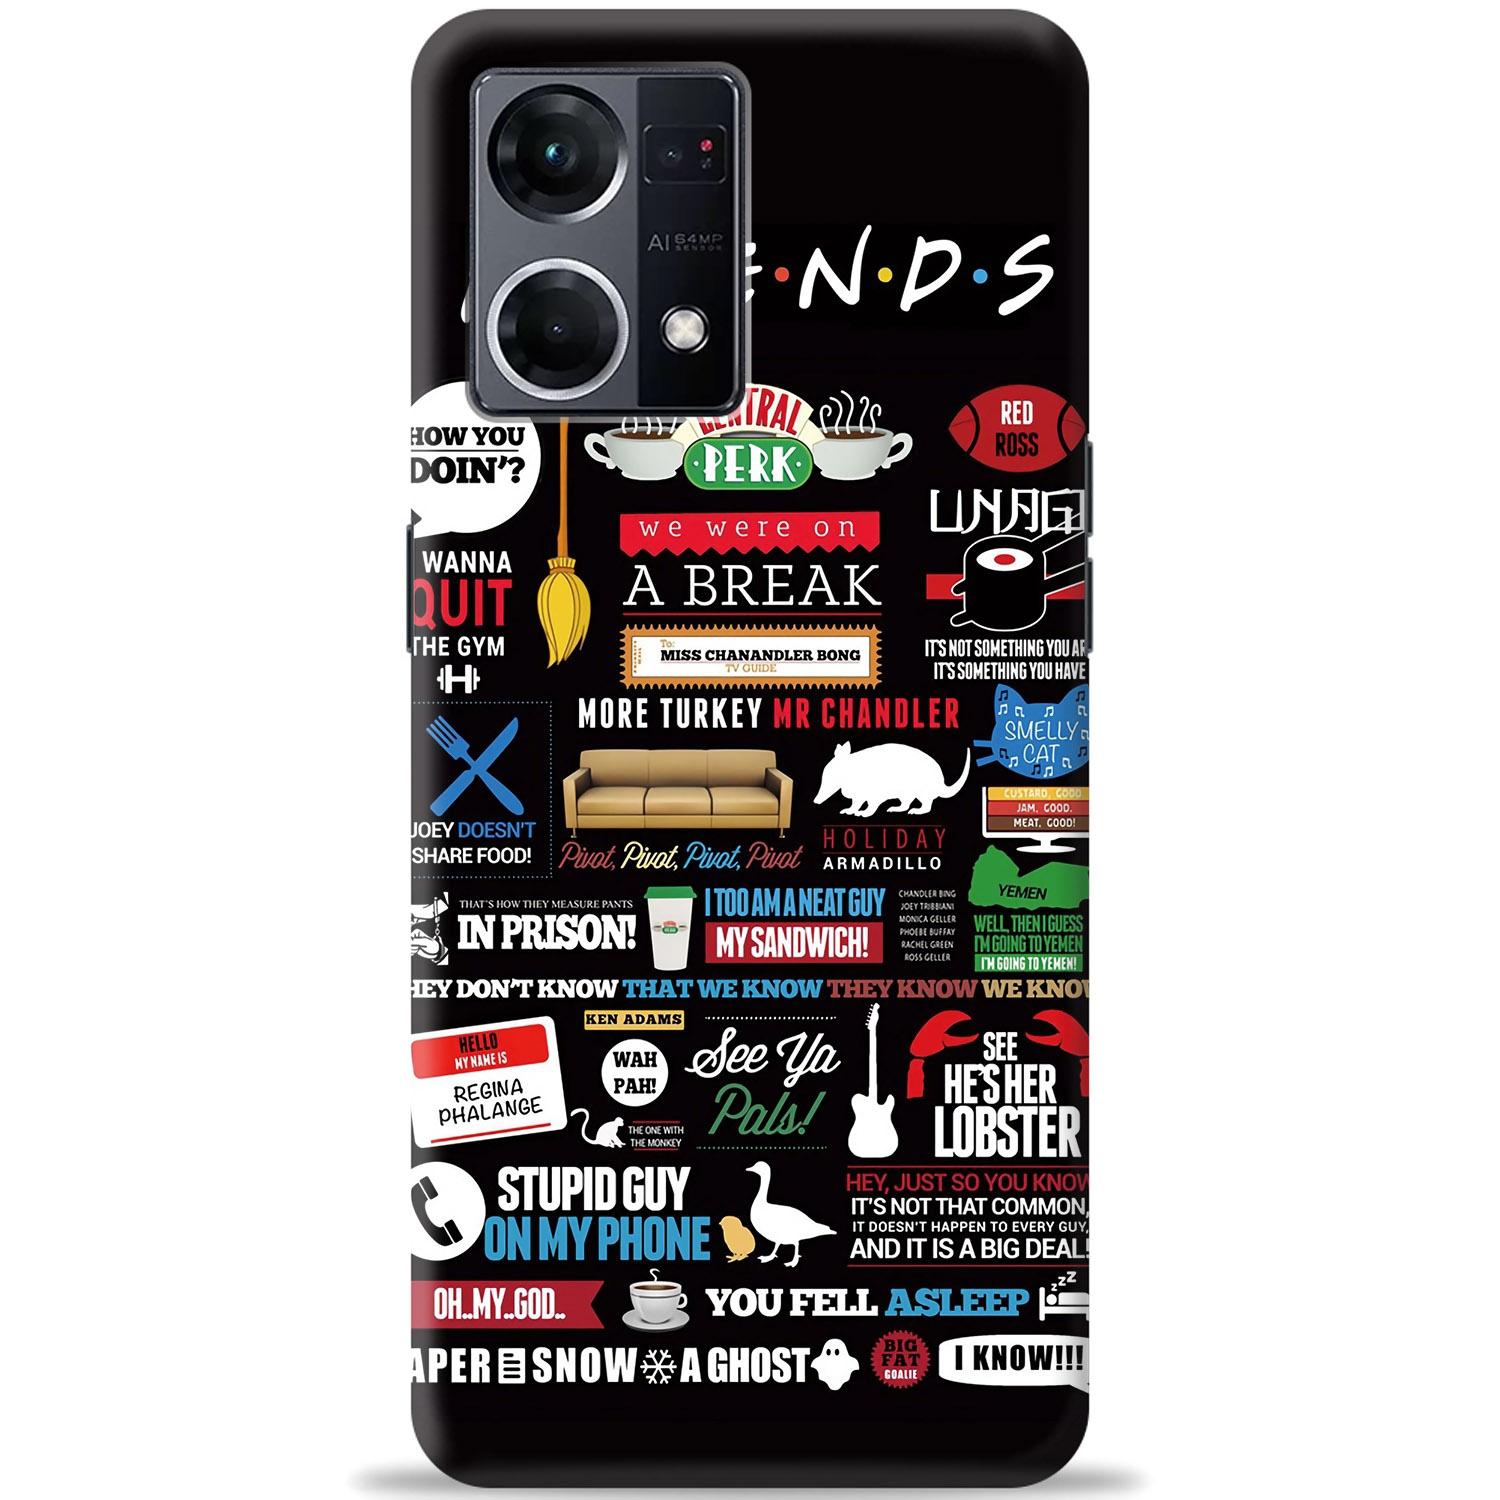 AI 64MP
SENSOR
N·D·S
HOW YOU
DOIN'?
CENTRAL
PERK
RED
ROSS
we were on
A BREAK
UNAGI
WANNA
QUIT
THE GYM
To:
MISS CHANANDLER BONG
TV GUIDE
IT'S NOT SOMETHING YOU AR
IT'S SOMETHING YOU HAVE
MORE TURKEY MR CHANDLER
SMELLY
CAT
CUSTARD, GOOD
JAM, GOOD.
MEAT, GOOD!
JOEY DOESN'T
SHARE FOOD!
Pivot, Pivot, Pivot, Pivot
HOLIDAY
ARMADILLO
YEMEN
WELL, THEN I GUESS
I'M GOING TO YEMEN
I'M GOING TO YEMEN!
THAT'S HOW THEY MEASURE PANTS
IN PRISON!
I TOO AM A NEAT GUY
MY SANDWICH!
CHANDLER BING
JOEY TRIBBIANI
MONICA GELLER
PHOEBE BUFFAY
RACHEL GREEN
ROSS GELLER
HEY DON'T KNOW THAT WE KNOW THEY KNOW WE KNOW
HELLO
MY NAME IS
REGINA
PHALANGE
KEN ADAMS
WAH
PAH!
THE ONE WITH
THE MONKEY
See Ya
Pals!
SEE
HE'S HER
LOBSTER
STUPID GUY
ON MY PHONE
HEY, JUST SO YOU KNOW
IT'S NOT THAT COMMON,
IT DOESN'T HAPPEN TO EVERY GUY,
AND IT IS A BIG DEAL!
OH..MY..GOD..
YOU FELL ASLEEP
zzz
APER SNOW A GHOST
BIG
FAT
GOALIE
I KNOW!!!